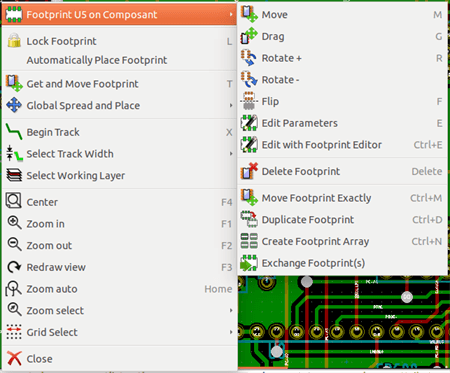 Footprint US on Composant
Lock Footprint L
Automatically Place Footprint
Get and Move Footprint T
Global Spread and Place
Begin Track X
Select Track Width
Select Working Layer
Center F4
Zoom in F1
Zoom out F2
Redraw view F3
Zoom auto Home
Zoom select
Grid Select
Close
Move M
Drag G
Rotate + R
Rotate -
Flip F
Edit Parameters E
Edit with Footprint Editor Ctrl+E
Delete Footprint Delete
Move Footprint Exactly Ctrl+M
Duplicate Footprint Ctrl+D
Create Footprint Array Ctrl+N
Exchange Footprint(s)